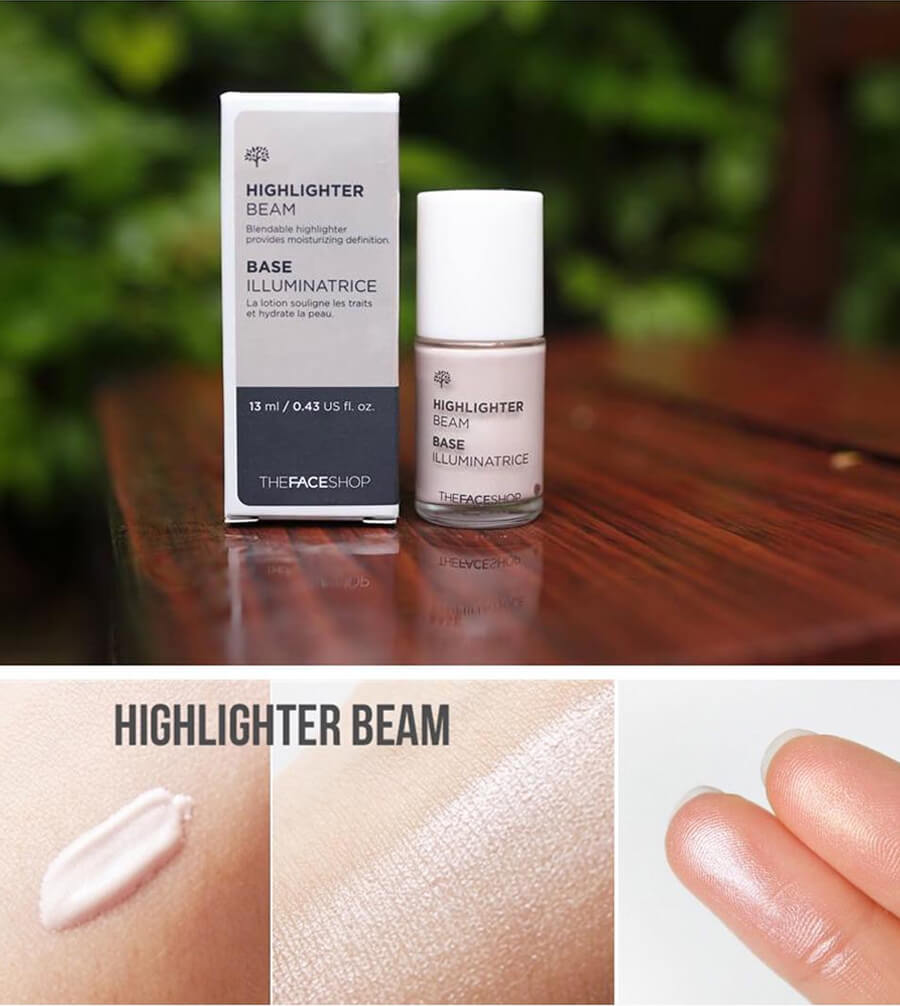 HIGHLIGHTER
BEAM
Blendable highlighter
provides moisturizing definition.
BASE
ILLUMINATRICE
La lotion souligne les traits
et hydrate la peau.
13 ml / 0.43 US fl. oz.
THEFACESHOP
HIGHLIGHTER
BEAM
BASE
ILLUMINATRICE
THEFACESHOP
HIGHLIGHTER BEAM